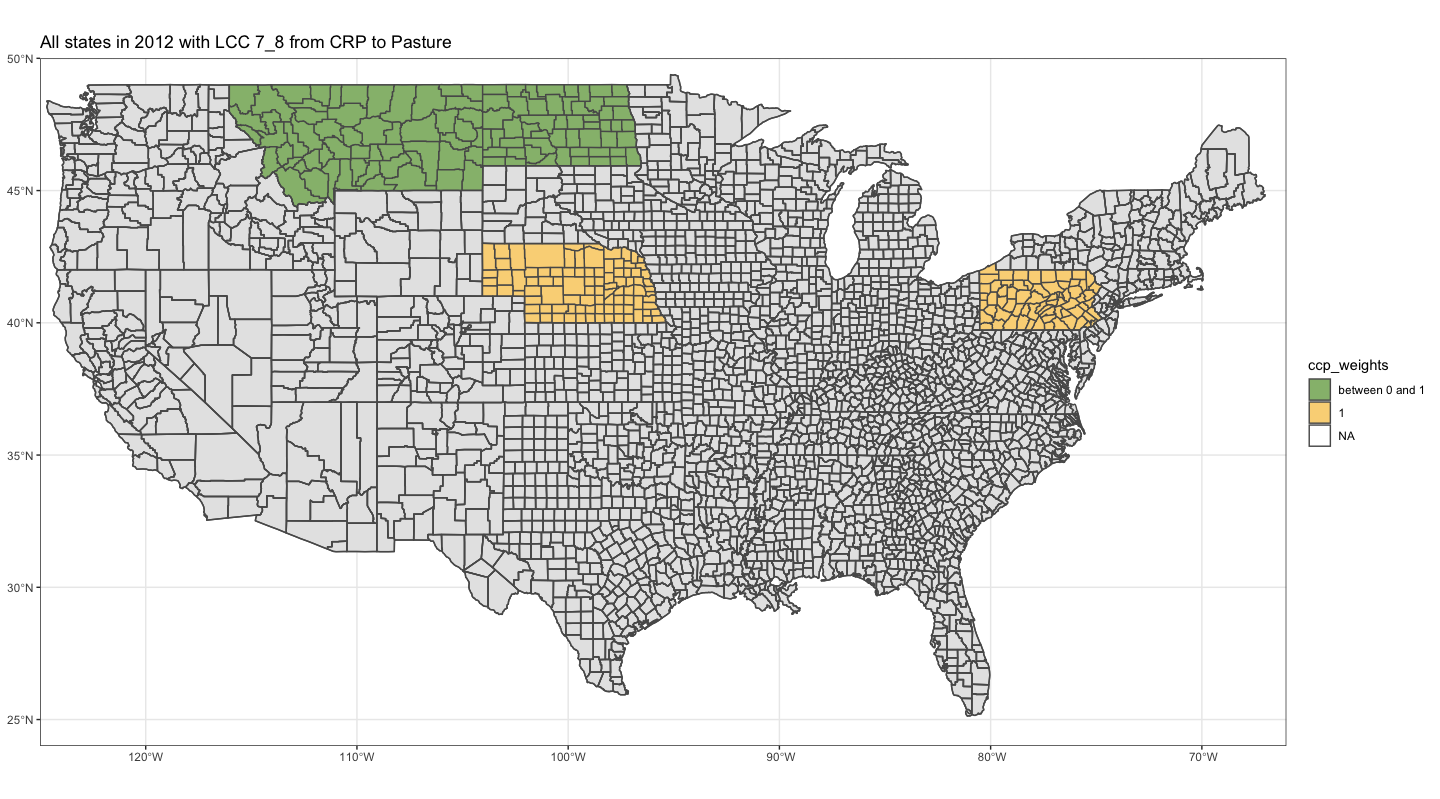 All states in 2012 with LCC 7_8 from CRP to Pasture
50°N
45°N
40°N
35°N
30°N
25°N
120°W
110°W
100°W
90°W
80°W
70°W
ccp_weights
between 0 and 1
1
NA